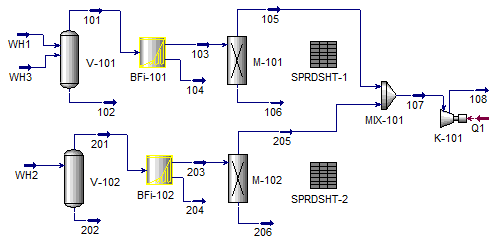 101
105
108
WH1
103
WH3
V-101
BFi-101
104
M-101
SPRDSHT-1
107
102
106
MIX-101
K-101
Q1
201
205
WH2
203
V-102
BFi-102
204
M-102
SPRDSHT-2
202
206